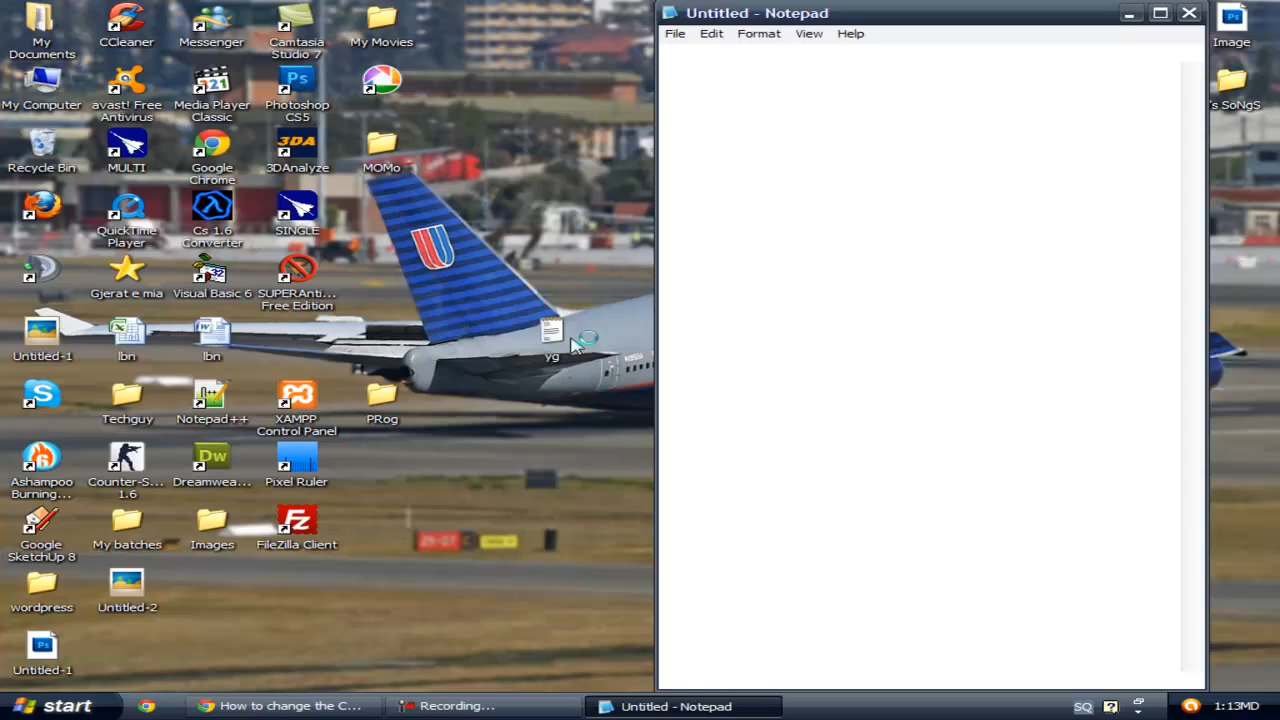 Untitled - Notepad
File Edit Format View Help
My Documents
CCleaner
Messenger
Camtasia Studio 7
My Movies
Image
My Computer
avast! Free Antivirus
Media Player Classic
Photoshop CS5
's SoNgS
Recycle Bin
MULTI
Google Chrome
3DAnalyze
MOMo
QuickTime Player
Cs 1.6 Converter
SINGLE
Gjerat e mia
Visual Basic 6
SUPERAnti... Free Edition
Untitled-1
lbn
lbn
yg
Techguy
Notepad++
XAMPP Control Panel
PRog
Ashampoo Burning...
Counter-S... 1.6
Dreamwea...
Pixel Ruler
Google SketchUp 8
My batches
Images
FileZilla Client
wordpress
Untitled-2
Untitled-1
start
How to change the C...
Recording...
Untitled - Notepad
SQ
1:13MD